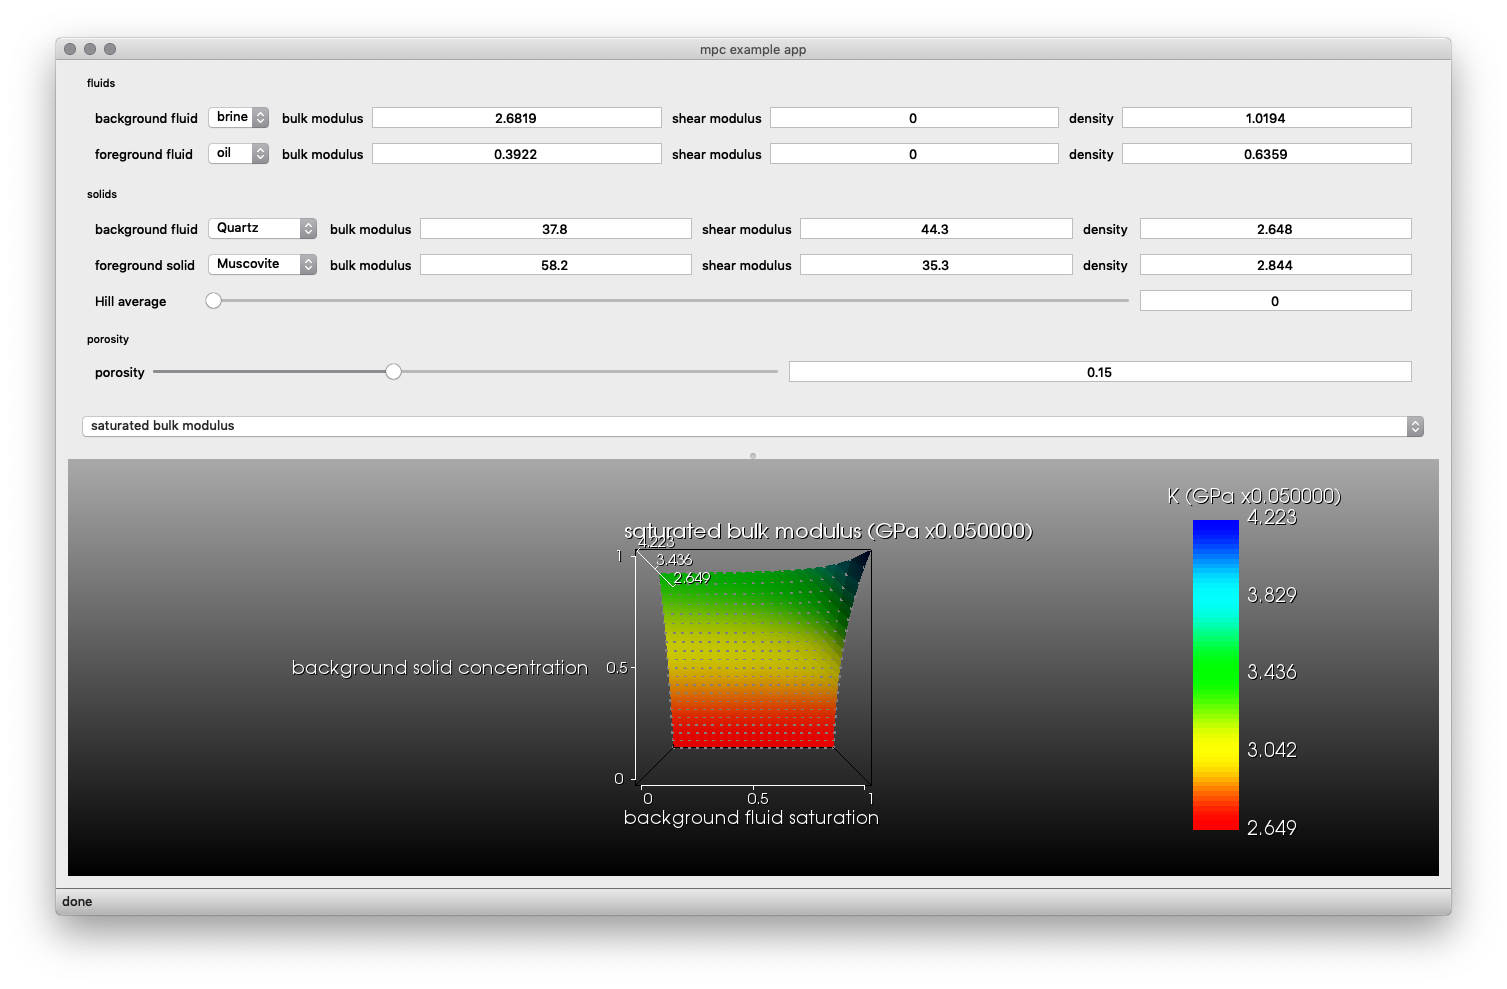 mpc example app
fluids
background fluid brine bulk modulus 2.6819 shear modulus 0 density 1.0194
foreground fluid oil bulk modulus 0.3922 shear modulus 0 density 0.6359
solids
background fluid Quartz bulk modulus 37.8 shear modulus 44.3 density 2.648
foreground solid Muscovite bulk modulus 58.2 shear modulus 35.3 density 2.844
Hill average 0
porosity
porosity 0.15
saturated bulk modulus
K (GPa x0.050000)
4.223
3.829
3.436
3.042
2.649
saturated bulk modulus (GPa x0.050000)
4.223
3.436
2.649
1
0.5
0
background solid concentration
0 0.5 1
background fluid saturation
done